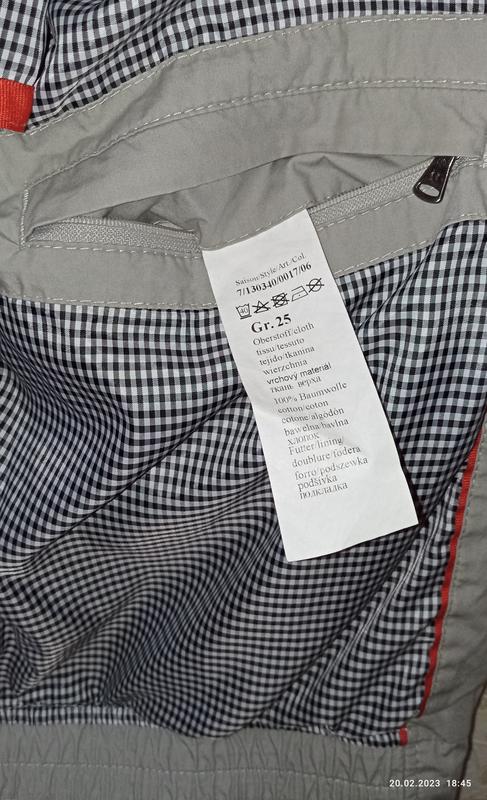 Saison/Style/Art./Col.
7/130340/0017/06
40
Gr. 25
Oberstoff/cloth
tissu/tessuto
tejido/tkanina
wierzchnia
vrchový materiál
ткань верха
100% Baumwolle
cotton/coton
cotone/algodón
bawełna/bavlna
хлопок
Futter/lining
doublure/fodera
forro/podszewka
podšívka
подкладка
20.02.2023 18:45